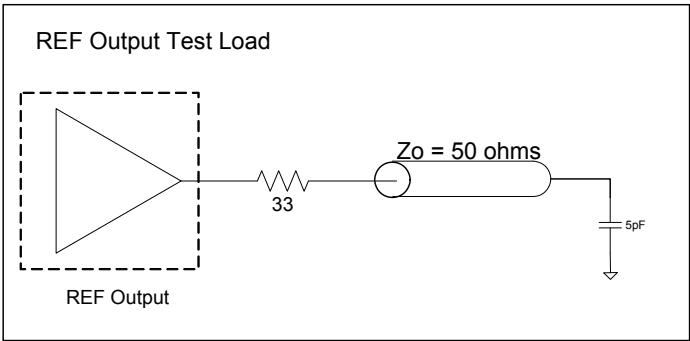 REF Output Test Load
Zo = 50 ohms
33
5pF
REF Output